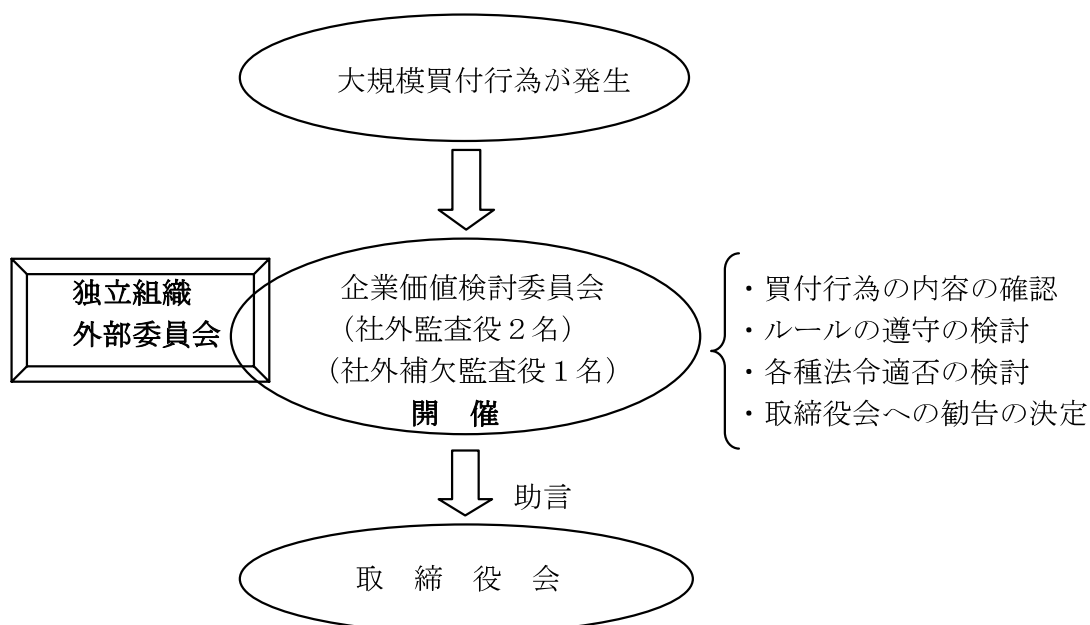 大規模買付行為が発生
独立組織
外部委員会
企業価値検討委員会
（社外監査役２名）
（社外補欠監査役１名）
開　催
・買付行為の内容の確認
・ルールの遵守の検討
・各種法令適否の検討
・取締役会への勧告の決定
助言
取　締　役　会